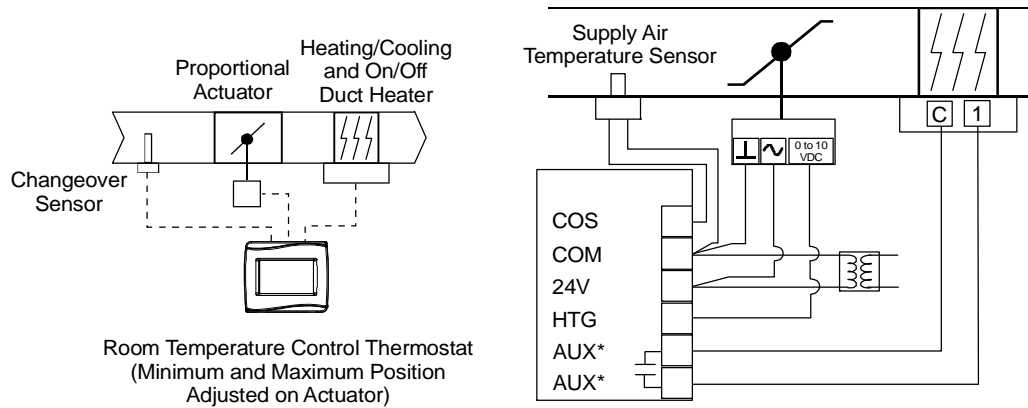 Proportional
Actuator
Heating/Cooling
and On/Off
Duct Heater
Changeover
Sensor
Room Temperature Control Thermostat
(Minimum and Maximum Position
Adjusted on Actuator)
Supply Air
Temperature Sensor
C
1
0 to 10
VDC
COS
COM
24V
HTG
AUX*
AUX*